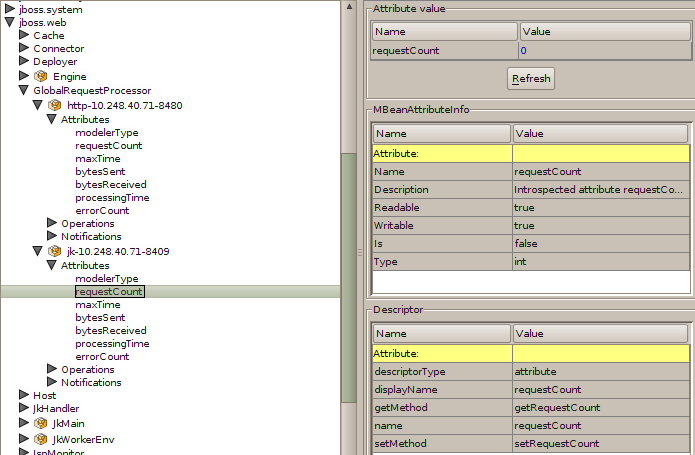 jboss.system
jboss.web
Cache
Connector
Deployer
Engine
GlobalRequestProcessor
http-10.248.40.71-8480
Attributes
modelerType
requestCount
maxTime
bytesSent
bytesReceived
processingTime
errorCount
Operations
Notifications
jk-10.248.40.71-8409
Attributes
modelerType
requestCount
maxTime
bytesSent
bytesReceived
processingTime
errorCount
Operations
Notifications
Host
JkHandler
JkMain
JkWorkerEnv
JspMonitor
Attribute value
Name Value
requestCount 0
Refresh
MBeanAttributeInfo
Name Value
Attribute:
Name requestCount
Description Introspected attribute requestCo...
Readable true
Writable true
Is false
Type int
Descriptor
Name Value
Attribute:
descriptorType attribute
displayName requestCount
getMethod getRequestCount
name requestCount
setMethod setRequestCount